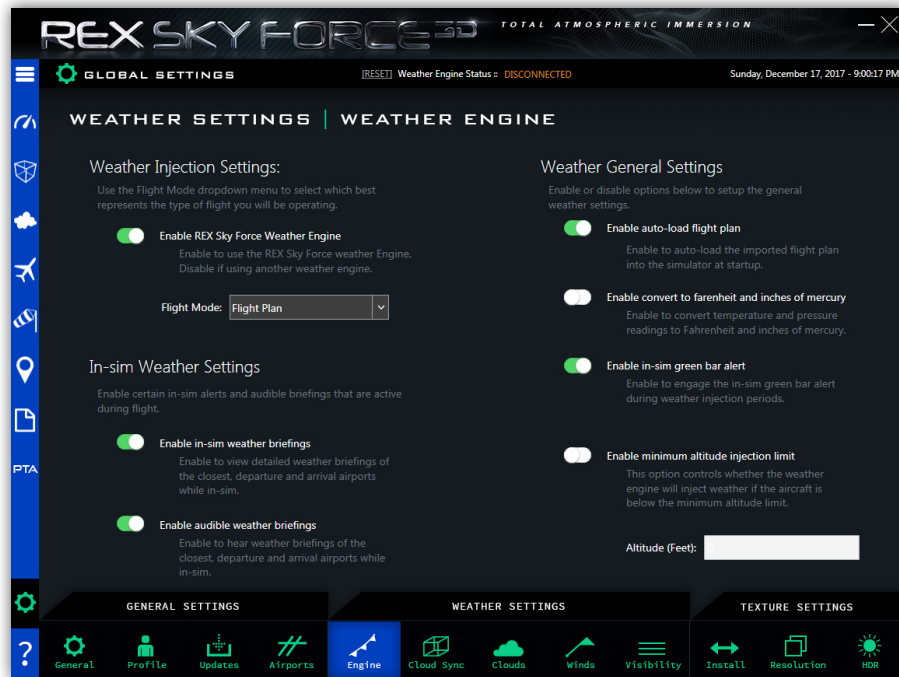 REX SKY FORCE 3D
TOTAL ATMOSPHERIC IMMERSION
GLOBAL SETTINGS
[RESET] Weather Engine Status :: DISCONNECTED
Sunday, December 17, 2017 - 9:00:17 PM
WEATHER SETTINGS | WEATHER ENGINE
Weather Injection Settings:
Use the Flight Mode dropdown menu to select which best
represents the type of flight you will be operating.
Enable REX Sky Force Weather Engine
Enable to use the REX Sky Force weather Engine.
Disable if using another weather engine.
Flight Mode: Flight Plan
In-sim Weather Settings
Enable certain in-sim alerts and audible briefings that are active
during flight.
Enable in-sim weather briefings
Enable to view detailed weather briefings of
the closest, departure and arrival airports
while in-sim.
Enable audible weather briefings
Enable to hear weather briefings of the
closest, departure and arrival airports while
in-sim.
Weather General Settings
Enable or disable options below to setup the general
weather settings.
Enable auto-load flight plan
Enable to auto-load the imported flight plan
into the simulator at startup.
Enable convert to farenheit and inches of mercury
Enable to convert temperature and pressure
readings to Fahrenheit and inches of mercury.
Enable in-sim green bar alert
Enable to engage the in-sim green bar alert
during weather injection periods.
Enable minimum altitude injection limit
This option controls whether the weather
engine will inject weather if the aircraft is
below the minimum altitude limit.
Altitude (Feet):
PTA
GENERAL SETTINGS
WEATHER SETTINGS
TEXTURE SETTINGS
?
General
Profile
Updates
Airports
Engine
Cloud Sync
Clouds
Winds
Visibility
Install
Resolution
HDR